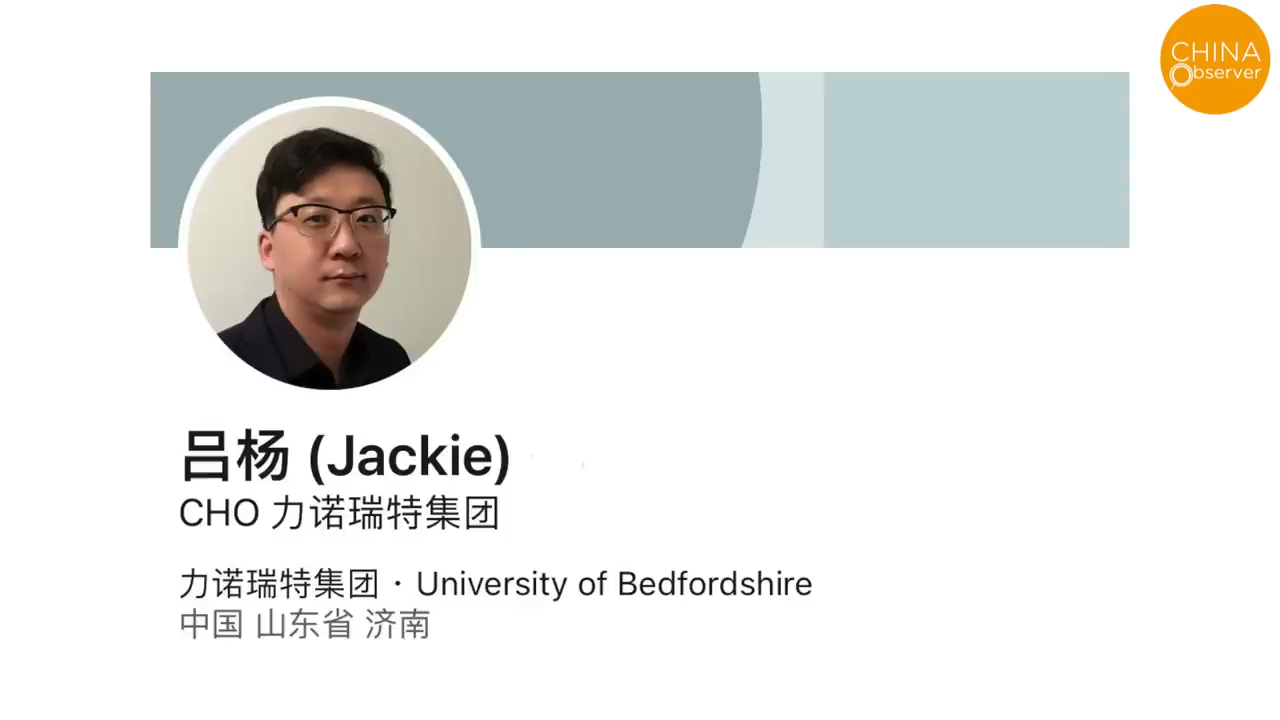 CHINA
Observer
吕杨 (Jackie)
CHO 力诺瑞特集团
力诺瑞特集团 · University of Bedfordshire
中国 山东省 济南